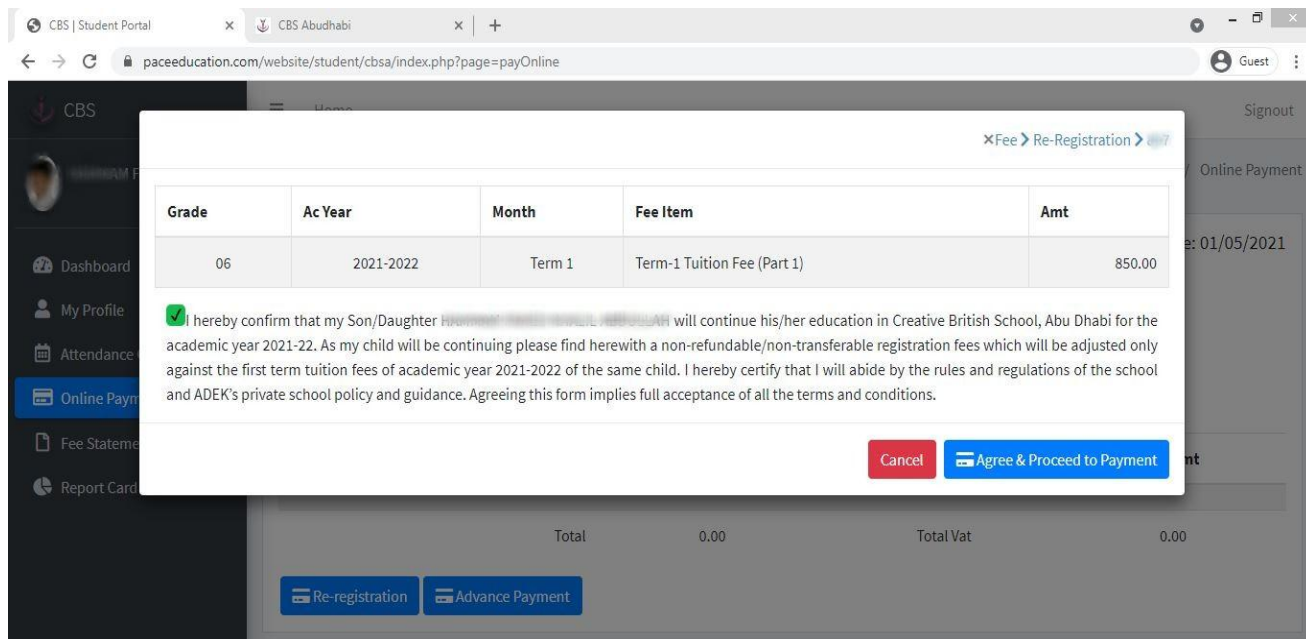 CBS | Student Portal
CBS Abudhabi
paceeducation.com/website/student/cbsa/index.php?page=payOnline
Guest
CBS
Home
Signout
Fee Re-Registration
/ Online Payment
Grade Ac Year Month Fee Item Amt
06 2021-2022 Term 1 Term-1 Tuition Fee (Part 1) 850.00
e: 01/05/2021
Dashboard
My Profile
Attendance
Online Paym
Fee Stateme
Report Card
I hereby confirm that my Son/Daughter will continue his/her education in Creative British School, Abu Dhabi for the
academic year 2021-22. As my child will be continuing please find herewith a non-refundable/non-transferable registration fees which will be adjusted only
against the first term tuition fees of academic year 2021-2022 of the same child. I hereby certify that I will abide by the rules and regulations of the school
and ADEK's private school policy and guidance. Agreeing this form implies full acceptance of all the terms and conditions.
Cancel Agree & Proceed to Payment
nt
Total 0.00 Total Vat 0.00
Re-registration Advance Payment